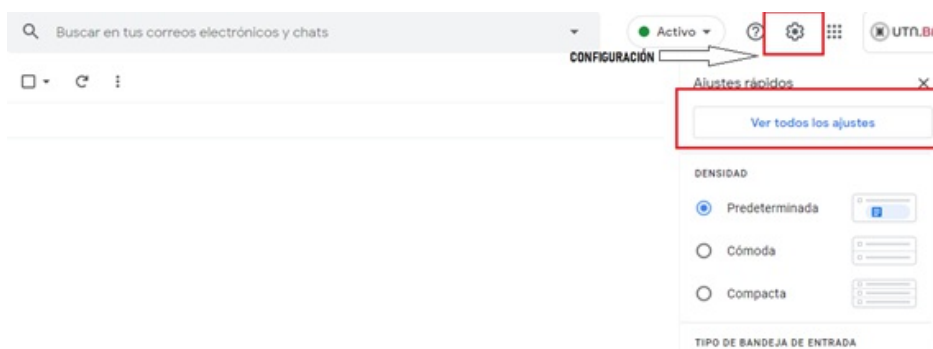 Buscar en tus correos electrónicos y chats
Activo
UTN.B
CONFIGURACIÓN
Ajustes rápidos
Ver todos los ajustes
DENSIDAD
Predeterminada
Cómoda
Compacta
TIPO DE BANDEJA DE ENTRADA